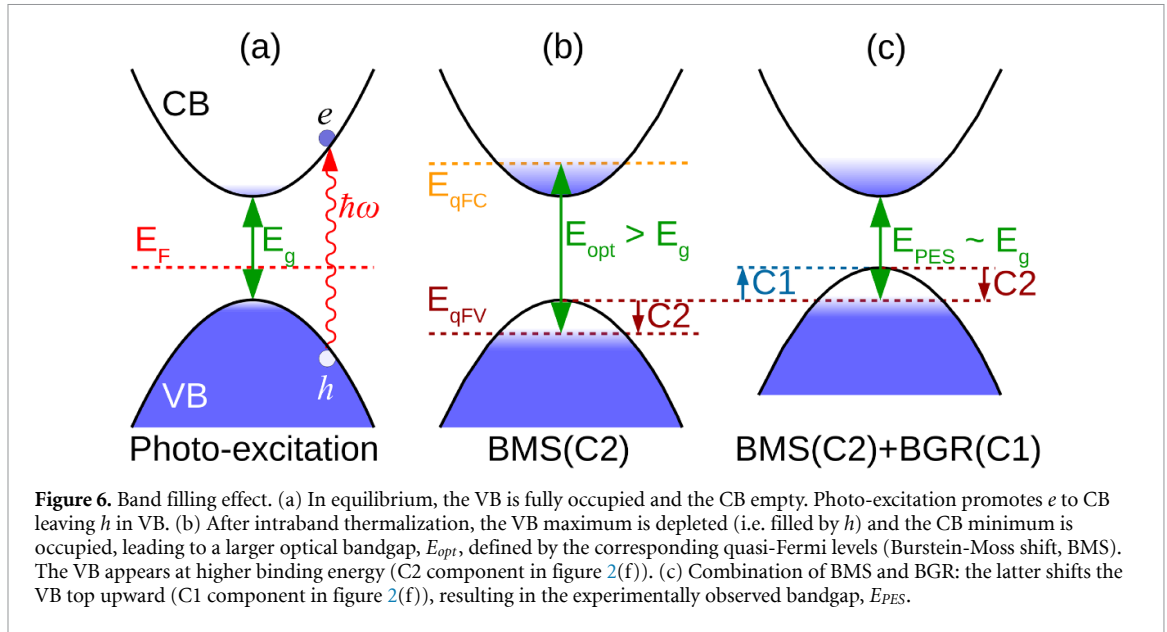 (a) (b) (c)
CB
e
ħω
E_F
E_g
VB
h
Photo-excitation
E_qFC
E_opt > E_g
E_qFV
C2
BMS(C2)
E_PES ~ E_g
C1
C2
BMS(C2)+BGR(C1)
Figure 6. Band filling effect. (a) In equilibrium, the VB is fully occupied and the CB empty. Photo-excitation promotes e to CB
leaving h in VB. (b) After intraband thermalization, the VB maximum is depleted (i.e. filled by h) and the CB minimum is
occupied, leading to a larger optical bandgap, E_opt, defined by the corresponding quasi-Fermi levels (Burstein-Moss shift, BMS).
The VB appears at higher binding energy (C2 component in figure 2(f)). (c) Combination of BMS and BGR: the latter shifts the
VB top upward (C1 component in figure 2(f)), resulting in the experimentally observed bandgap, E_PES.